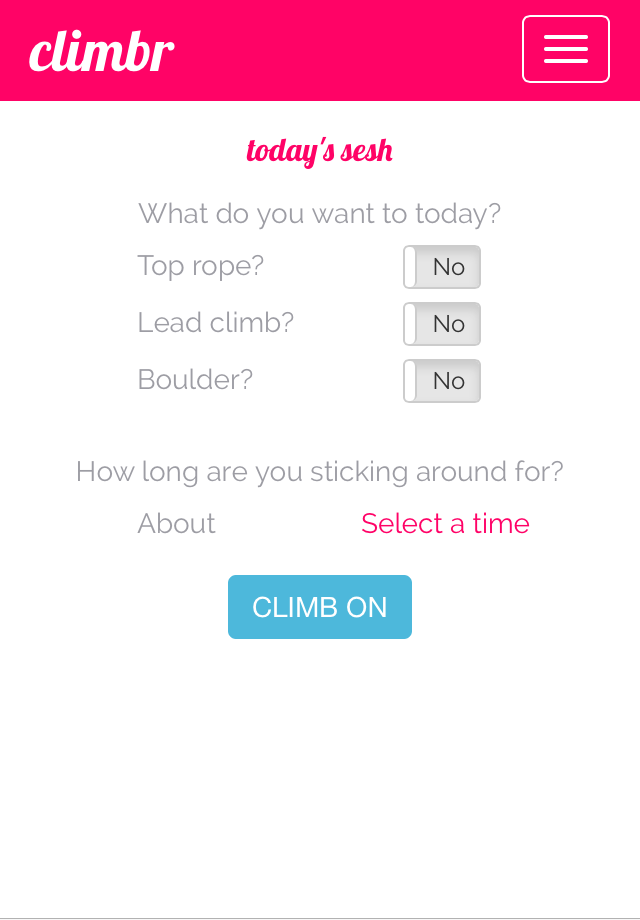 climbr
today's sesh
What do you want to today?
Top rope? No
Lead climb? No
Boulder? No
How long are you sticking around for?
About Select a time
CLIMB ON